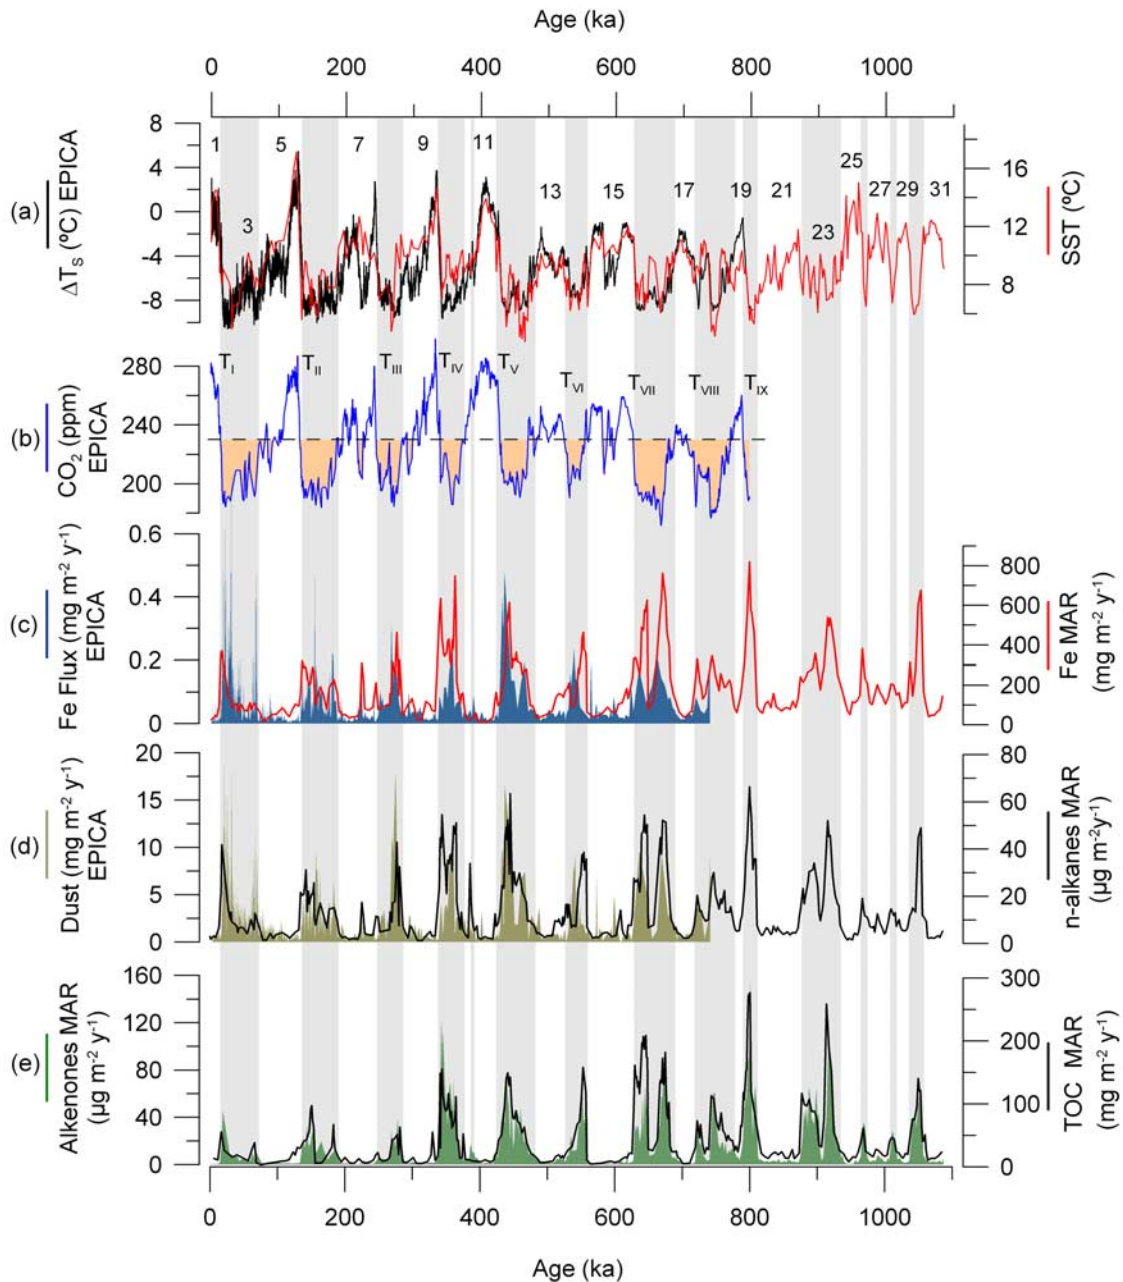 Age (ka)
0 200 400 600 800 1000
(a)
ΔTS (ºC) EPICA
8
4
0
-4
-8
1 3 5 7 9 11 13 15 17 19 21 23 25 27 29 31
16
12
8
SST (ºC)
(b)
CO2 (ppm)
EPICA
280
240
200
TI TII TIII TIV TV TVI TVII TVIII TIX
(c)
Fe Flux (mg m-2 y-1)
EPICA
0.6
0.4
0.2
0
800
600
400
200
0
Fe MAR
(mg m-2 y-1)
(d)
Dust (mg m-2 y-1)
EPICA
20
15
10
5
0
80
60
40
20
0
n-alkanes MAR
(µg m-2y-1)
(e)
Alkenones MAR
(µg m-2 y-1)
160
120
80
40
0
300
200
100
0
TOC MAR
(mg m-2 y-1)
0 200 400 600 800 1000
Age (ka)